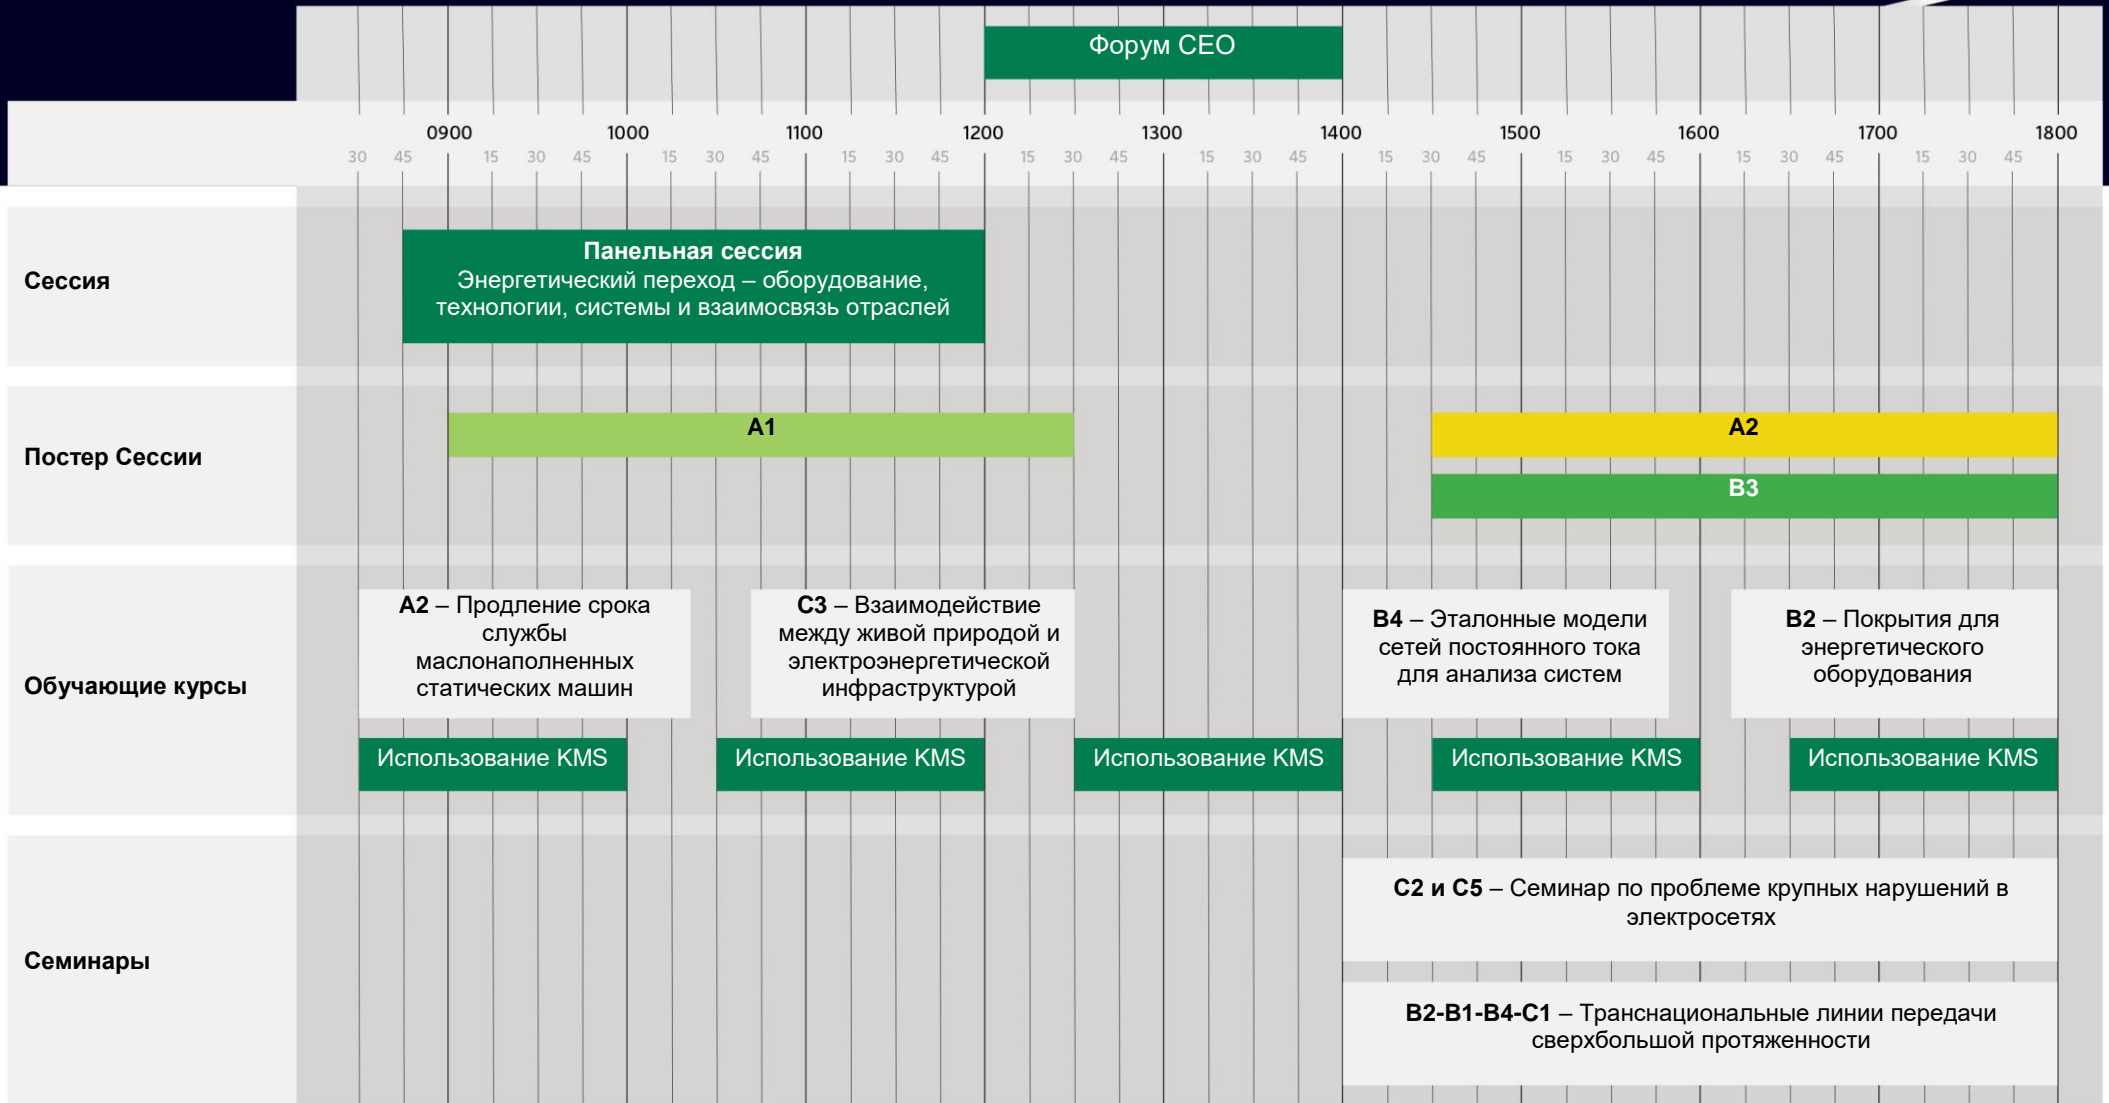 Форум CEO
0900 1000 1100 1200 1300 1400 1500 1600 1700 1800
30 45 15 30 45 15 30 45 15 30 45 15 30 45 15 30 45 15 30 45 15 30 45 15 30 45 15 30 45
Сессия
Панельная сессия
Энергетический переход – оборудование,
технологии, системы и взаимосвязь отраслей
Постер Сессии
A1
A2
B3
Обучающие курсы
A2 – Продление срока
службы
маслонаполненных
статических машин
C3 – Взаимодействие
между живой природой и
электроэнергетической
инфраструктурой
B4 – Эталонные модели
сетей постоянного тока
для анализа систем
B2 – Покрытия для
энергетического
оборудования
Использование KMS
Использование KMS
Использование KMS
Использование KMS
Использование KMS
Семинары
C2 и C5 – Семинар по проблеме крупных нарушений в
электросетях
B2-B1-B4-C1 – Транснациональные линии передачи
сверхбольшой протяженности